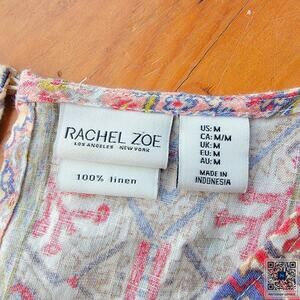 RACHEL ZOE
LOS ANGELES NEW YORK
100% linen
US: M
CA: M/M
UK: M
EU: M
AU: M
MADE IN
INDONESIA